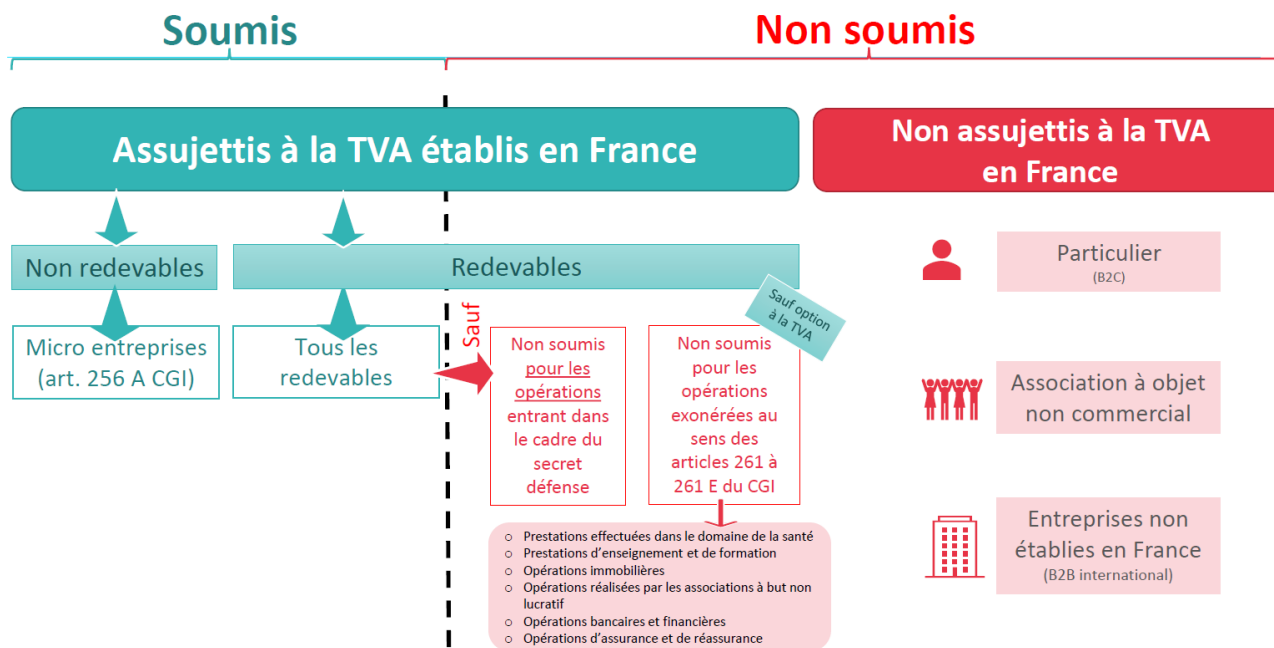 Soumis
Non soumis
Assujettis à la TVA établis en France
Non assujettis à la TVA
en France
Non redevables
Redevables
Micro entreprises
(art. 256 A CGI)
Tous les
redevables
Sauf
Non soumis
pour les
opérations
entrant dans
le cadre du
secret
défense
Sauf option
à la TVA
Non soumis
pour les
opérations
exonérées au
sens des
articles 261 à
261 E du CGI
o Prestations effectuées dans le domaine de la santé
o Prestations d'enseignement et de formation
o Opérations immobilières
o Opérations réalisées par les associations à but non
lucratif
o Opérations bancaires et financières
o Opérations d'assurance et de réassurance
Particulier
(B2C)
Association à objet
non commercial
Entreprises non
établies en France
(B2B international)